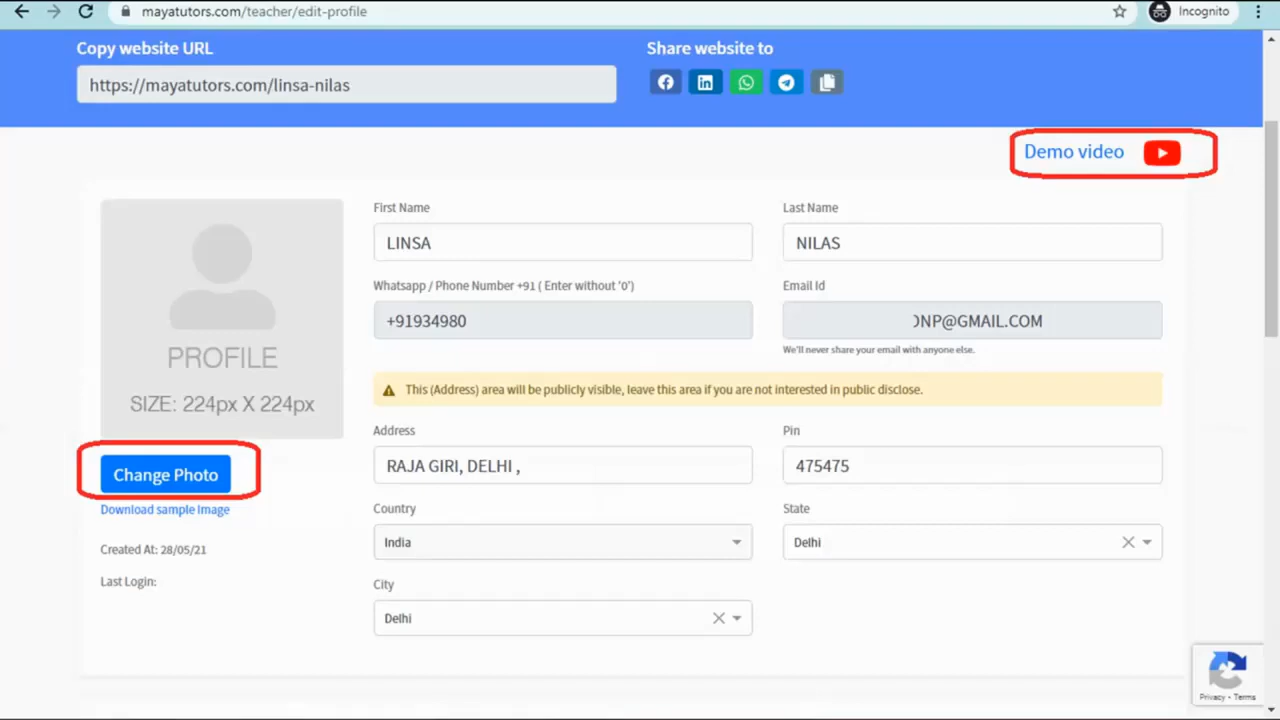 mayatutors.com/teacher/edit-profile
Incognito
Copy website URL
Share website to
https://mayatutors.com/linsa-nilas
Demo video
PROFILE
SIZE: 224px X 224px
Change Photo
Download sample Image
Created At: 28/05/21
Last Login:
First Name
Last Name
LINSA
NILAS
Whatsapp / Phone Number +91 ( Enter without '0')
Email Id
+91934980
ONP@GMAIL.COM
We'll never share your email with anyone else.
This (Address) area will be publicly visible, leave this area if you are not interested in public disclose.
Address
Pin
RAJA GIRI, DELHI ,
475475
Country
State
India
Delhi
City
Delhi
Privacy - Terms